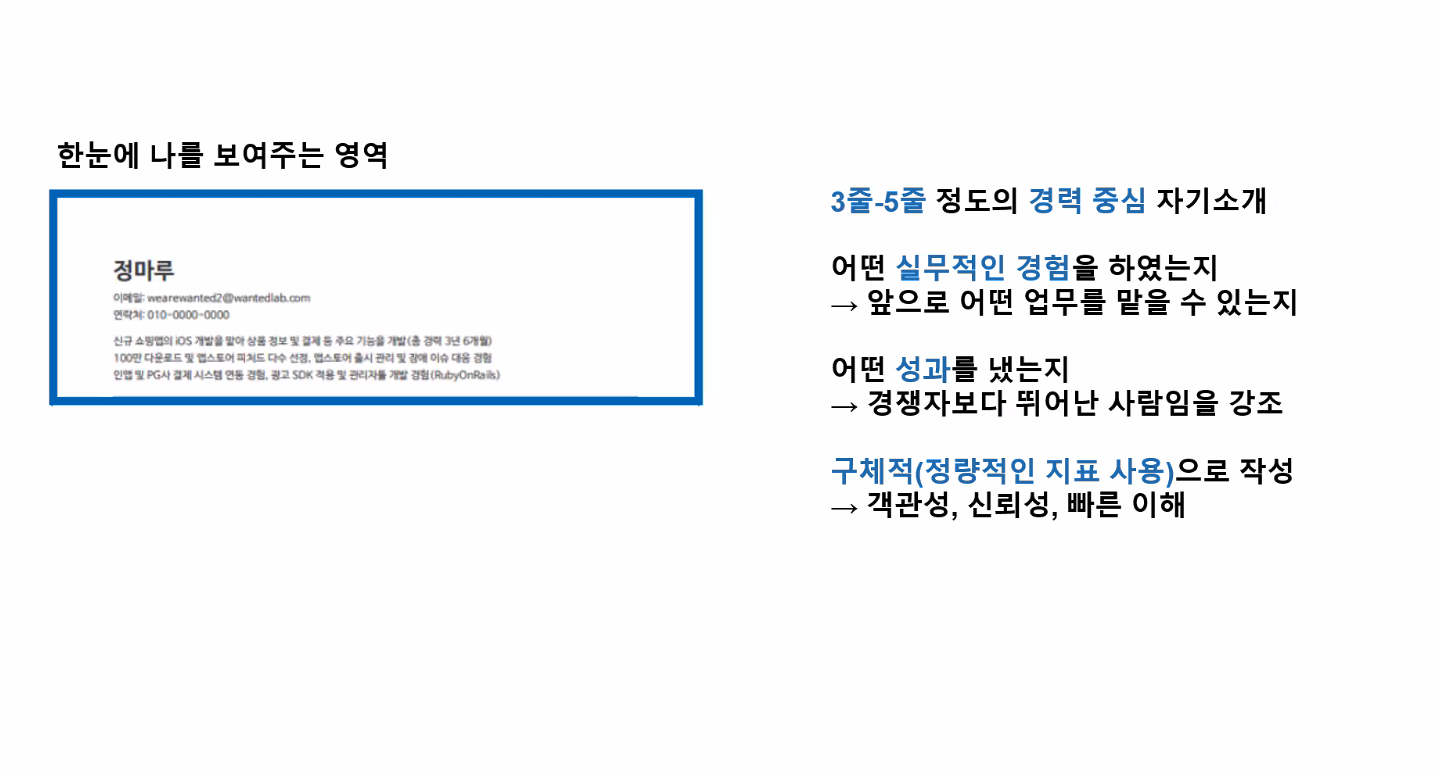 한눈에 나를 보여주는 영역
정마루
이메일: wearewanted2@wantedlab.com
연락처: 010-0000-0000
신규 쇼핑앱의 iOS 개발을 맡아 상품 정보 및 결제 등 주요 기능을 개발(총 경력 3년 6개월)
100만 다운로드 및 앱스토어 피처드 다수 선정, 앱스토어 출시 관리 및 장애 이슈 대응 경험
인앱 및 PG사 결제 시스템 연동 경험, 광고 SDK 적용 및 관리자툴 개발 경험(RubyOnRails)
3줄-5줄 정도의 경력 중심 자기소개
어떤 실무적인 경험을 하였는지
→ 앞으로 어떤 업무를 맡을 수 있는지
어떤 성과를 냈는지
→ 경쟁자보다 뛰어난 사람임을 강조
구체적(정량적인 지표 사용)으로 작성
→ 객관성, 신뢰성, 빠른 이해